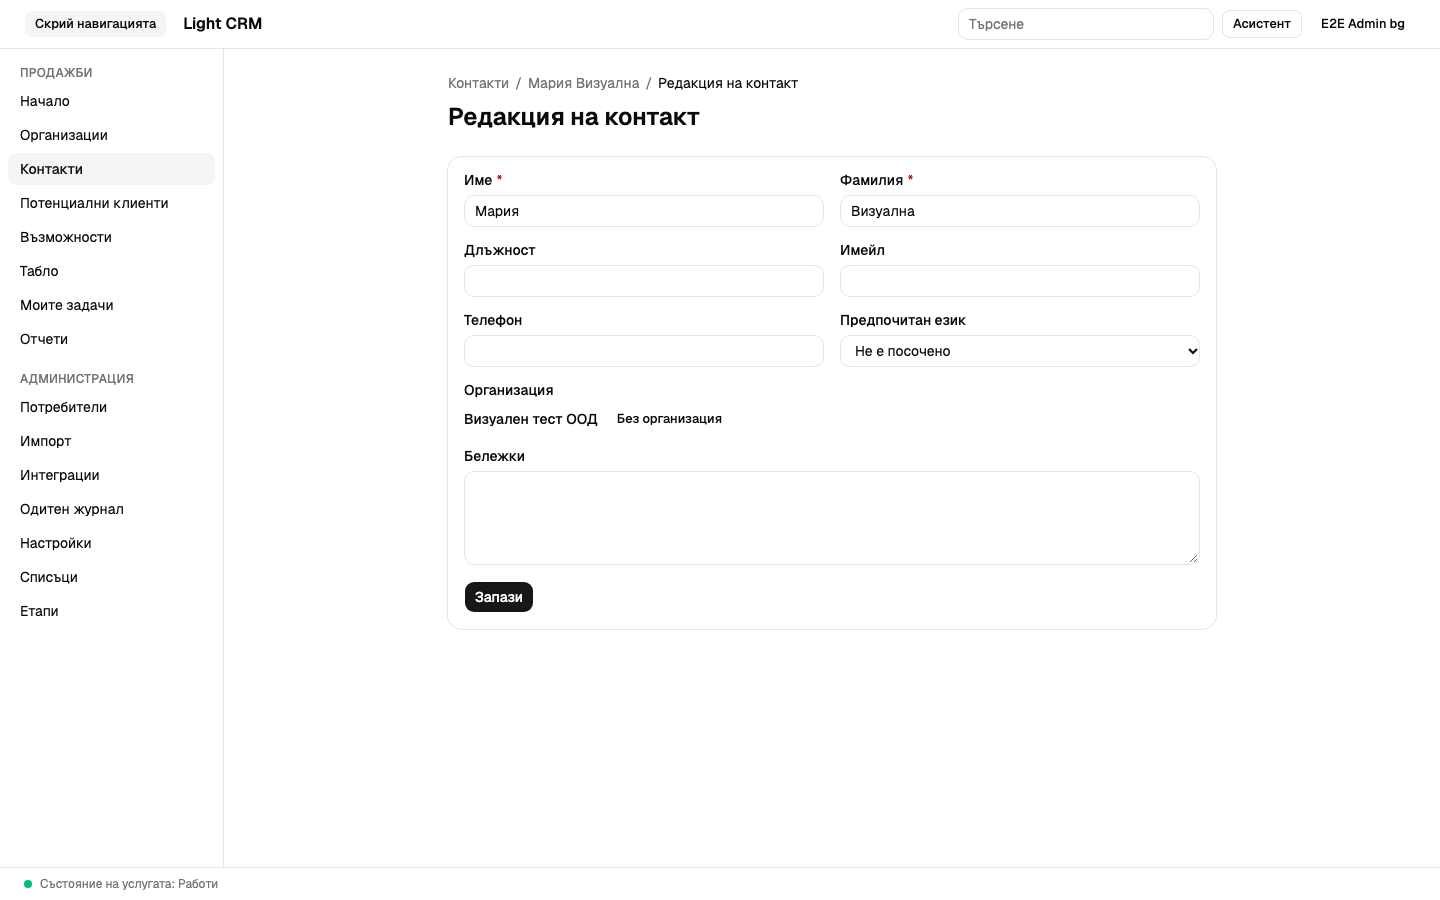 Скрий навигацията Light CRM Търсене Асистент E2E Admin bg
ПРОДАЖБИ
Начало
Организации
Контакти
Потенциални клиенти
Възможности
Табло
Моите задачи
Отчети
АДМИНИСТРАЦИЯ
Потребители
Импорт
Интеграции
Одитен журнал
Настройки
Списъци
Етапи
Контакти / Мария Визуална / Редакция на контакт
Редакция на контакт
Име * Фамилия *
Мария Визуална
Длъжност Имейл
Телефон Предпочитан език
Не е посочено
Организация
Визуален тест ООД Без организация
Бележки
Запази
Състояние на услугата: Работи